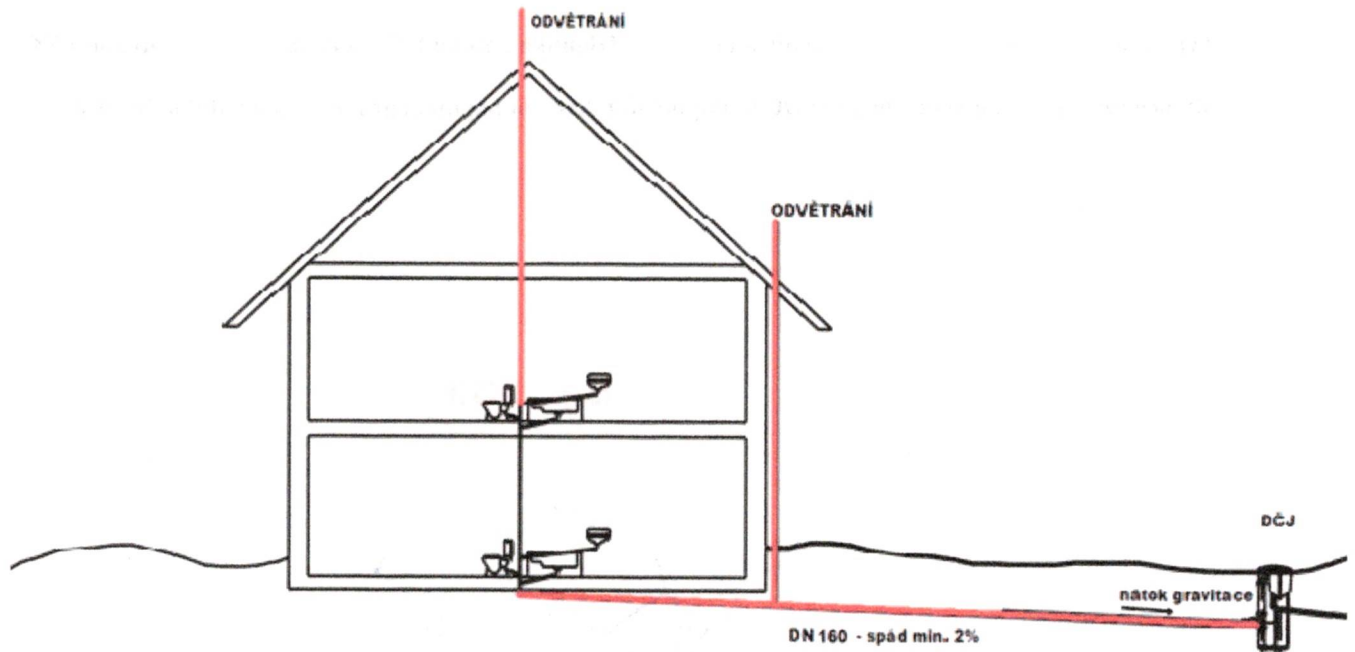 ODVĚTRÁNÍ
ODVĚTRÁNÍ
DČJ
nátok gravitace
DN 160 - spád min. 2%